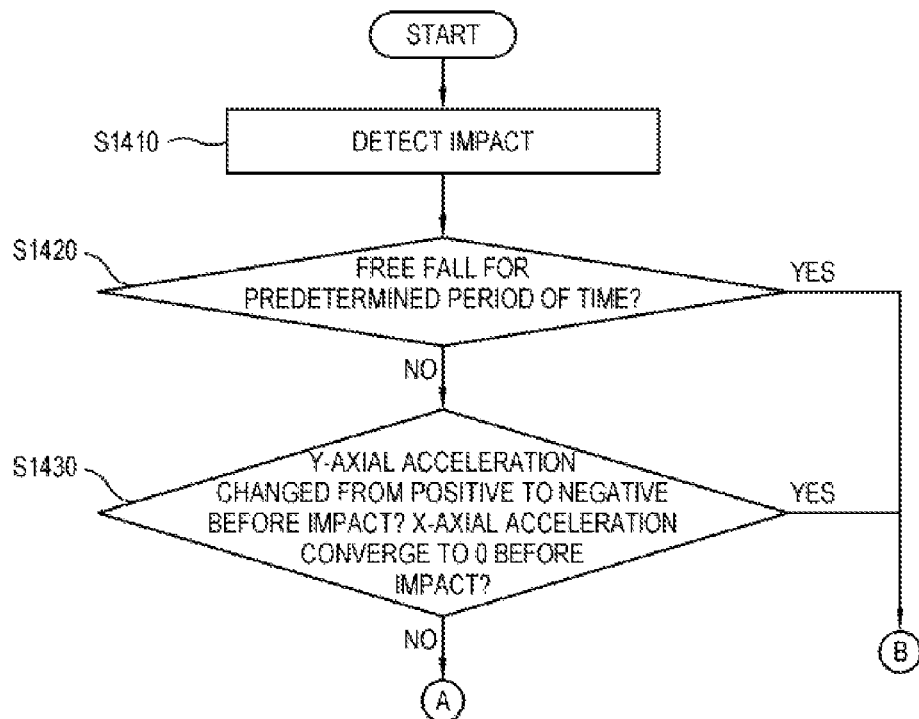 START
S1410
DETECT IMPACT
S1420
FREE FALL FOR
PREDETERMINED PERIOD OF TIME?
YES
NO
S1430
Y-AXIAL ACCELERATION
CHANGED FROM POSITIVE TO NEGATIVE
BEFORE IMPACT? X-AXIAL ACCELERATION
CONVERGE TO 0 BEFORE
IMPACT?
YES
NO
B
A